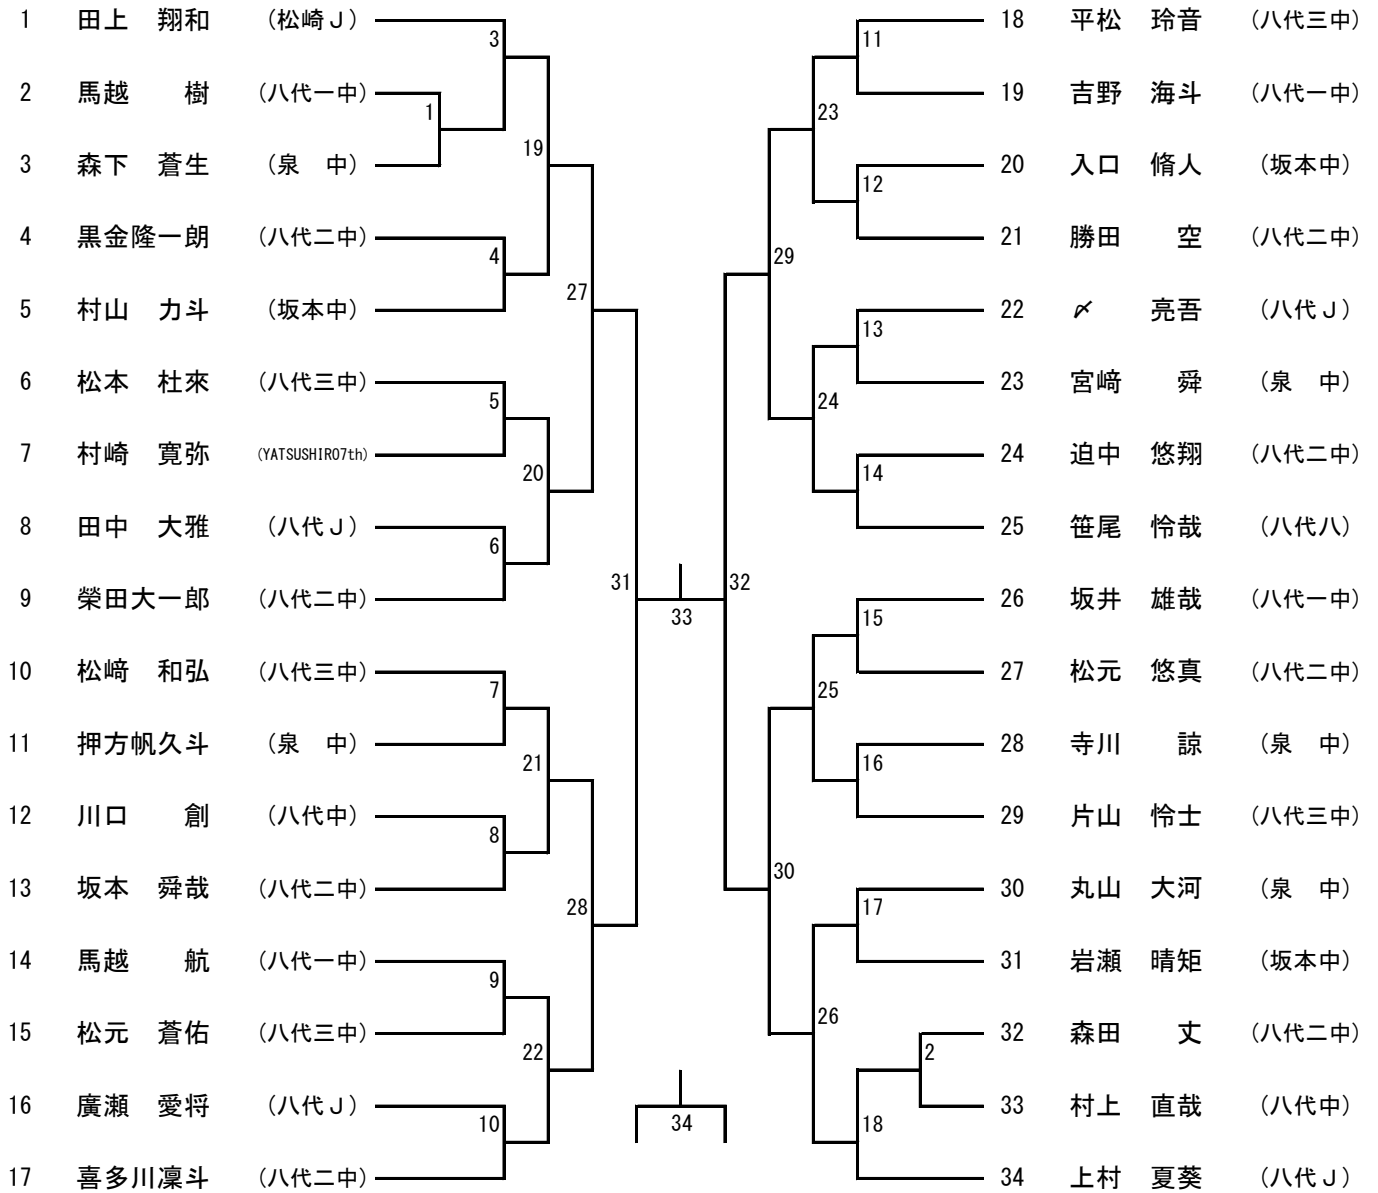 1 田上 翔和 (松崎J)
2 馬越 樹 (八代一中)
3 森下 蒼生 (泉 中)
4 黒金隆一朗 (八代二中)
5 村山 力斗 (坂本中)
6 松本 杜來 (八代三中)
7 村崎 寛弥 (YATSUSHIRO7th)
8 田中 大雅 (八代J)
9 榮田大一郎 (八代二中)
10 松﨑 和弘 (八代三中)
11 押方帆久斗 (泉 中)
12 川口 創 (八代中)
13 坂本 舜哉 (八代二中)
14 馬越 航 (八代一中)
15 松元 蒼佑 (八代三中)
16 廣瀬 愛将 (八代J)
17 喜多川凜斗 (八代二中)
3
1
19
4
27
5
20
6
31
7
21
8
28
9
22
10
33
34
11
23
12
29
13
24
14
32
15
25
16
30
17
26
2
18
18 平松 玲音 (八代三中)
19 吉野 海斗 (八代一中)
20 入口 脩人 (坂本中)
21 勝田 空 (八代二中)
22 〆 亮吾 (八代J)
23 宮﨑 舜 (泉 中)
24 迫中 悠翔 (八代二中)
25 笹尾 怜哉 (八代八)
26 坂井 雄哉 (八代一中)
27 松元 悠真 (八代二中)
28 寺川 諒 (泉 中)
29 片山 怜士 (八代三中)
30 丸山 大河 (泉 中)
31 岩瀬 晴矩 (坂本中)
32 森田 丈 (八代二中)
33 村上 直哉 (八代中)
34 上村 夏葵 (八代J)